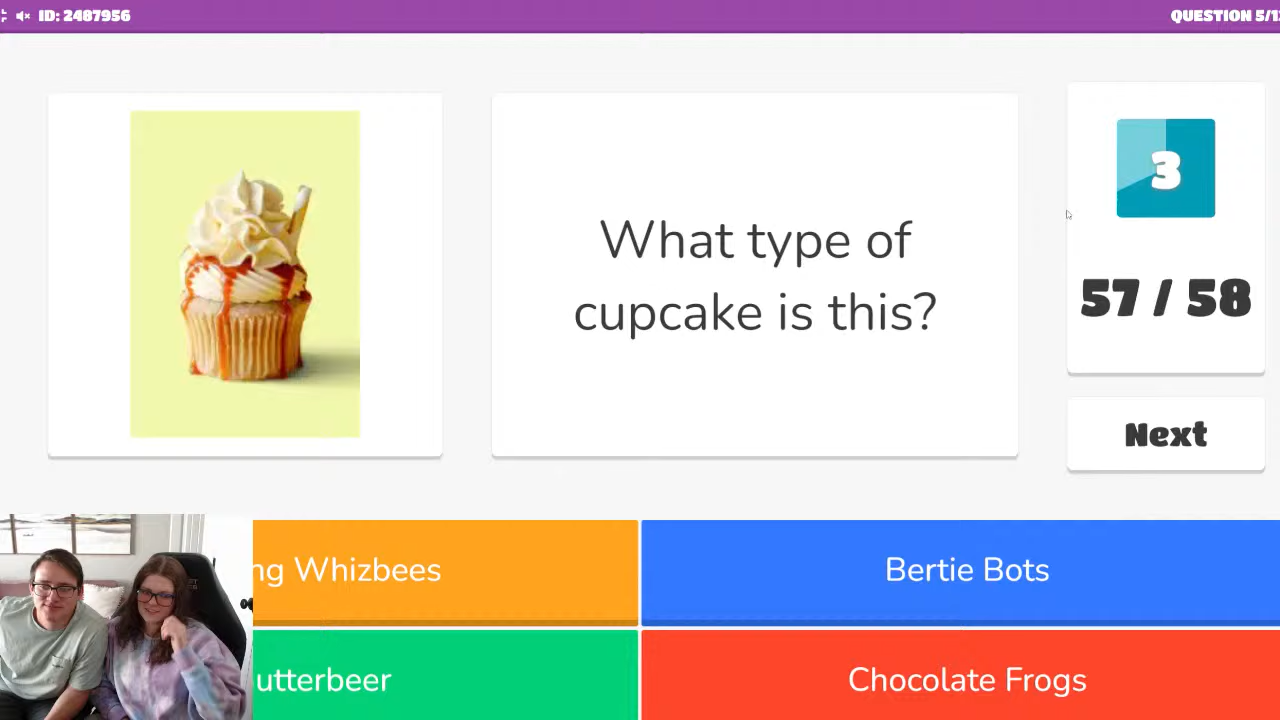 ID: 2487956
QUESTION 5/1
What type of
cupcake is this?
3
57 / 58
Next
ng Whizbees
Bertie Bots
utterbeer
Chocolate Frogs